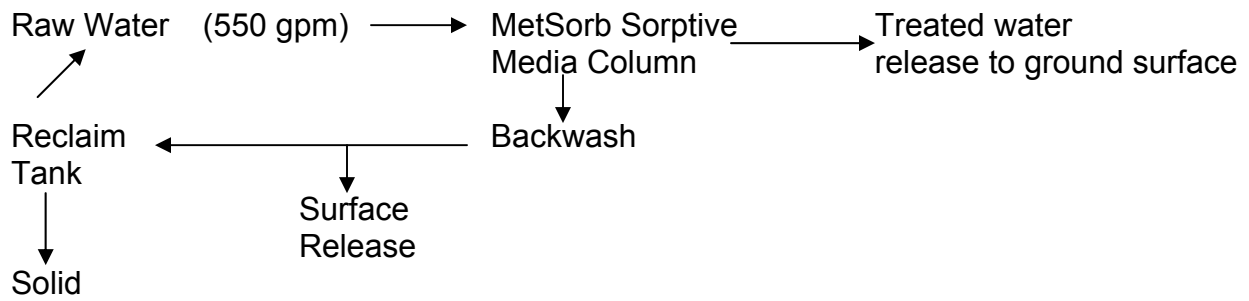 Raw Water (550 gpm) MetSorb Sorptive Treated water
Media Column release to ground surface
Reclaim Backwash
Tank
Surface
Release
Solid